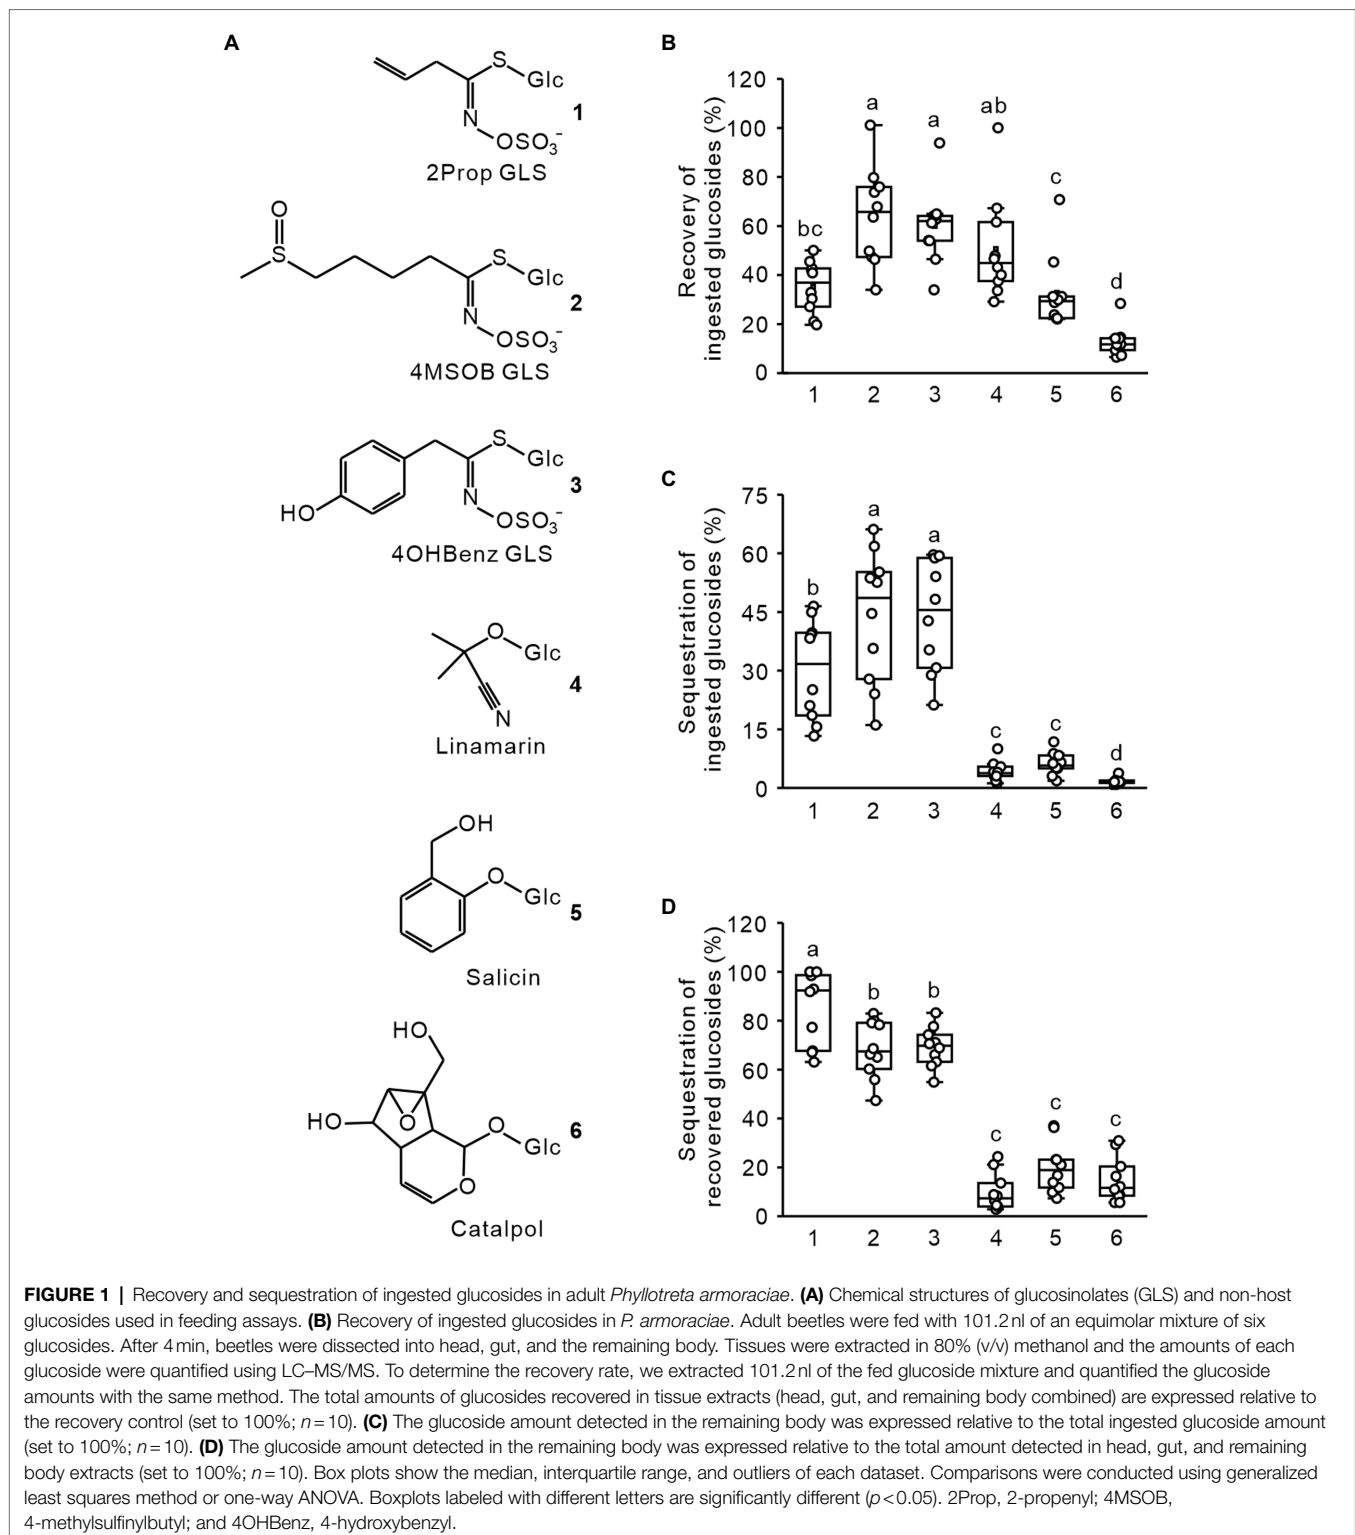 A
S
Glc
N
OSO3−
1
2Prop GLS
O
S
S
Glc
N
OSO3−
2
4MSOB GLS
S
Glc
N
OSO3−
HO
3
4OHBenz GLS
O
Glc
N
4
Linamarin
OH
O
Glc
5
Salicin
HO
HO
O
O
Glc
O
6
Catalpol
B
Recovery of
ingested glucosides (%)
120
100
80
60
40
20
0
bc
a
a
ab
c
d
1 2 3 4 5 6
C
Sequestration of
ingested glucosides (%)
75
60
45
30
15
0
b
a
a
c
c
d
1 2 3 4 5 6
D
Sequestration of
recovered glucosides (%)
120
100
80
60
40
20
0
a
b
b
c
c
c
1 2 3 4 5 6
FIGURE 1 | Recovery and sequestration of ingested glucosides in adult Phyllotreta armoraciae. (A) Chemical structures of glucosinolates (GLS) and non-host
glucosides used in feeding assays. (B) Recovery of ingested glucosides in P. armoraciae. Adult beetles were fed with 101.2 nl of an equimolar mixture of six
glucosides. After 4 min, beetles were dissected into head, gut, and the remaining body. Tissues were extracted in 80% (v/v) methanol and the amounts of each
glucoside were quantified using LC–MS/MS. To determine the recovery rate, we extracted 101.2 nl of the fed glucoside mixture and quantified the glucoside
amounts with the same method. The total amounts of glucosides recovered in tissue extracts (head, gut, and remaining body combined) are expressed relative to
the recovery control (set to 100%; n = 10). (C) The glucoside amount detected in the remaining body was expressed relative to the total ingested glucoside amount
(set to 100%; n = 10). (D) The glucoside amount detected in the remaining body was expressed relative to the total amount detected in head, gut, and remaining
body extracts (set to 100%; n = 10). Box plots show the median, interquartile range, and outliers of each dataset. Comparisons were conducted using generalized
least squares method or one-way ANOVA. Boxplots labeled with different letters are significantly different (p < 0.05). 2Prop, 2-propenyl; 4MSOB,
4-methylsulfinylbutyl; and 4OHBenz, 4-hydroxybenzyl.